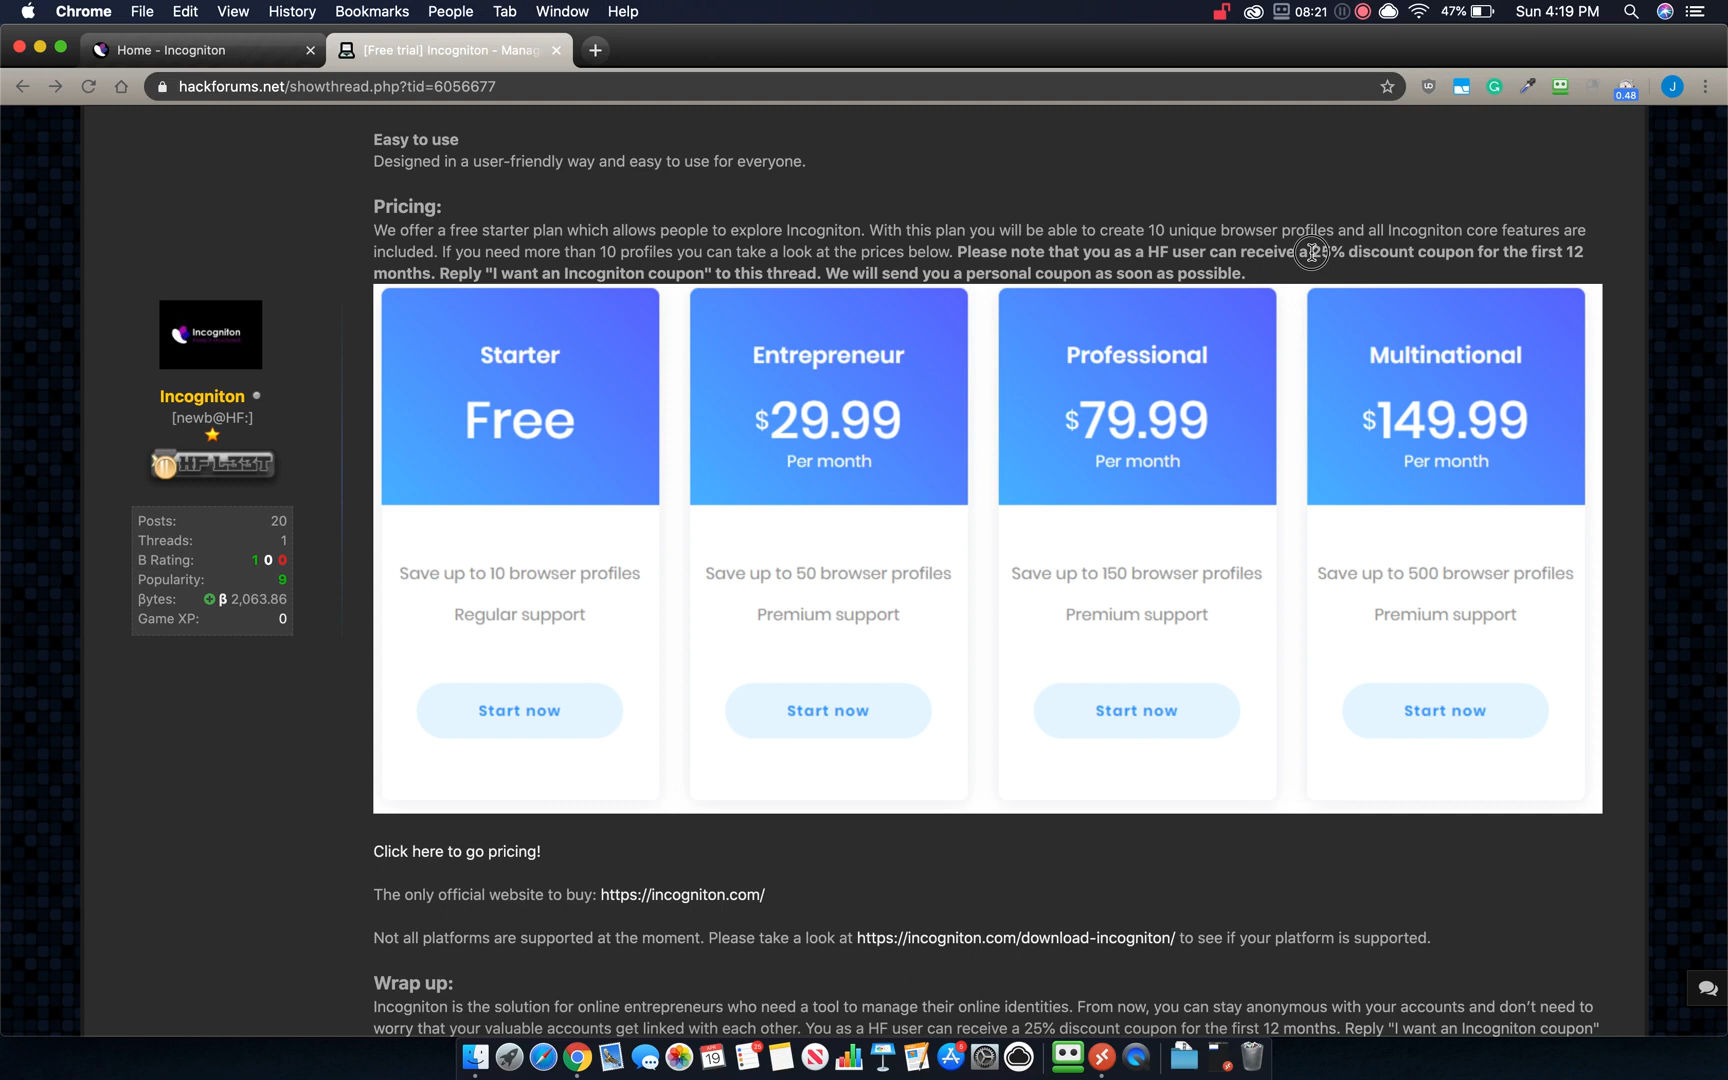 Chrome File Edit View History Bookmarks People Tab Window Help 08:21 47% Sun 4:19 PM
Home - Incogniton [Free trial] Incogniton - Manag
hackforums.net/showthread.php?tid=6056677 0.48 J
Easy to use
Designed in a user-friendly way and easy to use for everyone.
Pricing:
We offer a free starter plan which allows people to explore Incogniton. With this plan you will be able to create 10 unique browser profiles and all Incogniton core features are
included. If you need more than 10 profiles you can take a look at the prices below. Please note that you as a HF user can receive a 25% discount coupon for the first 12
months. Reply "I want an Incogniton coupon" to this thread. We will send you a personal coupon as soon as possible.
Incogniton
Incogniton
[newb@HF:]
HF L33T
Posts: 20
Threads: 1
B Rating: 1 0 0
Popularity: 9
βytes: β 2,063.86
Game XP: 0
Starter Entrepreneur Professional Multinational
Free $29.99 $79.99 $149.99
Per month Per month Per month
Save up to 10 browser profiles Save up to 50 browser profiles Save up to 150 browser profiles Save up to 500 browser profiles
Regular support Premium support Premium support Premium support
Start now Start now Start now Start now
Click here to go pricing!
The only official website to buy: https://incogniton.com/
Not all platforms are supported at the moment. Please take a look at https://incogniton.com/download-incogniton/ to see if your platform is supported.
Wrap up:
Incogniton is the solution for online entrepreneurs who need a tool to manage their online identities. From now, you can stay anonymous with your accounts and don't need to
worry that your valuable accounts get linked with each other. You as a HF user can receive a 25% discount coupon for the first 12 months. Reply "I want an Incogniton coupon"
APR 19